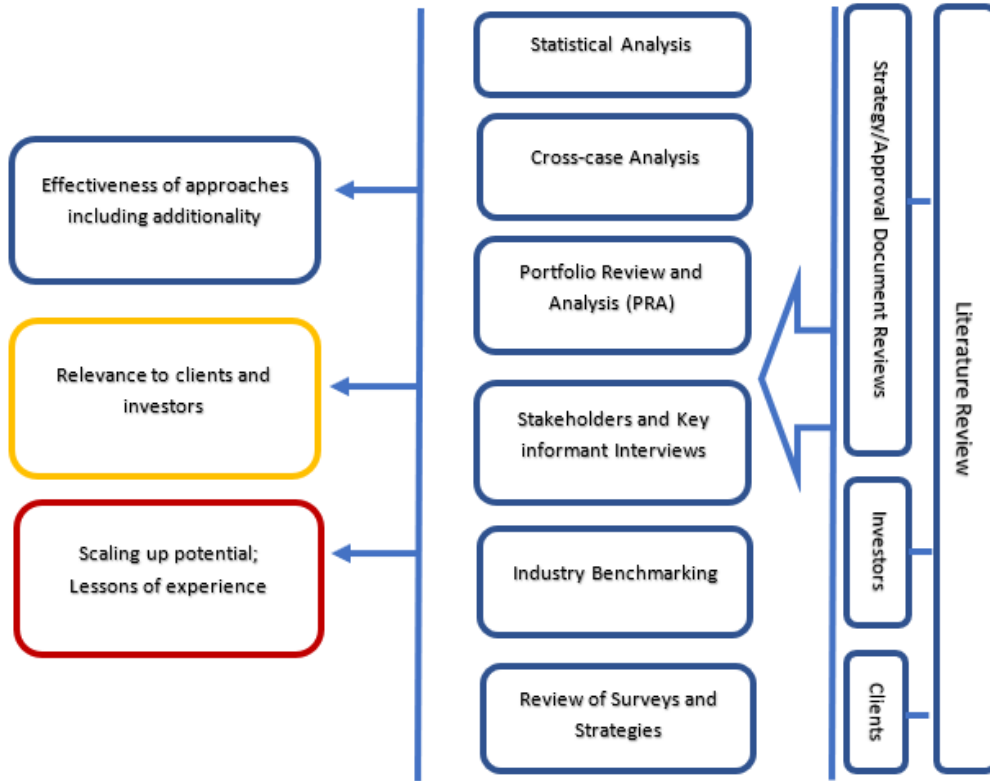 Effectiveness of approaches
including additionality
Relevance to clients and
investors
Scaling up potential;
Lessons of experience
Statistical Analysis
Cross-case Analysis
Portfolio Review and
Analysis (PRA)
Stakeholders and Key
informant Interviews
Industry Benchmarking
Review of Surveys and
Strategies
Strategy/Approval Document Reviews
Investors
Clients
Literature Review